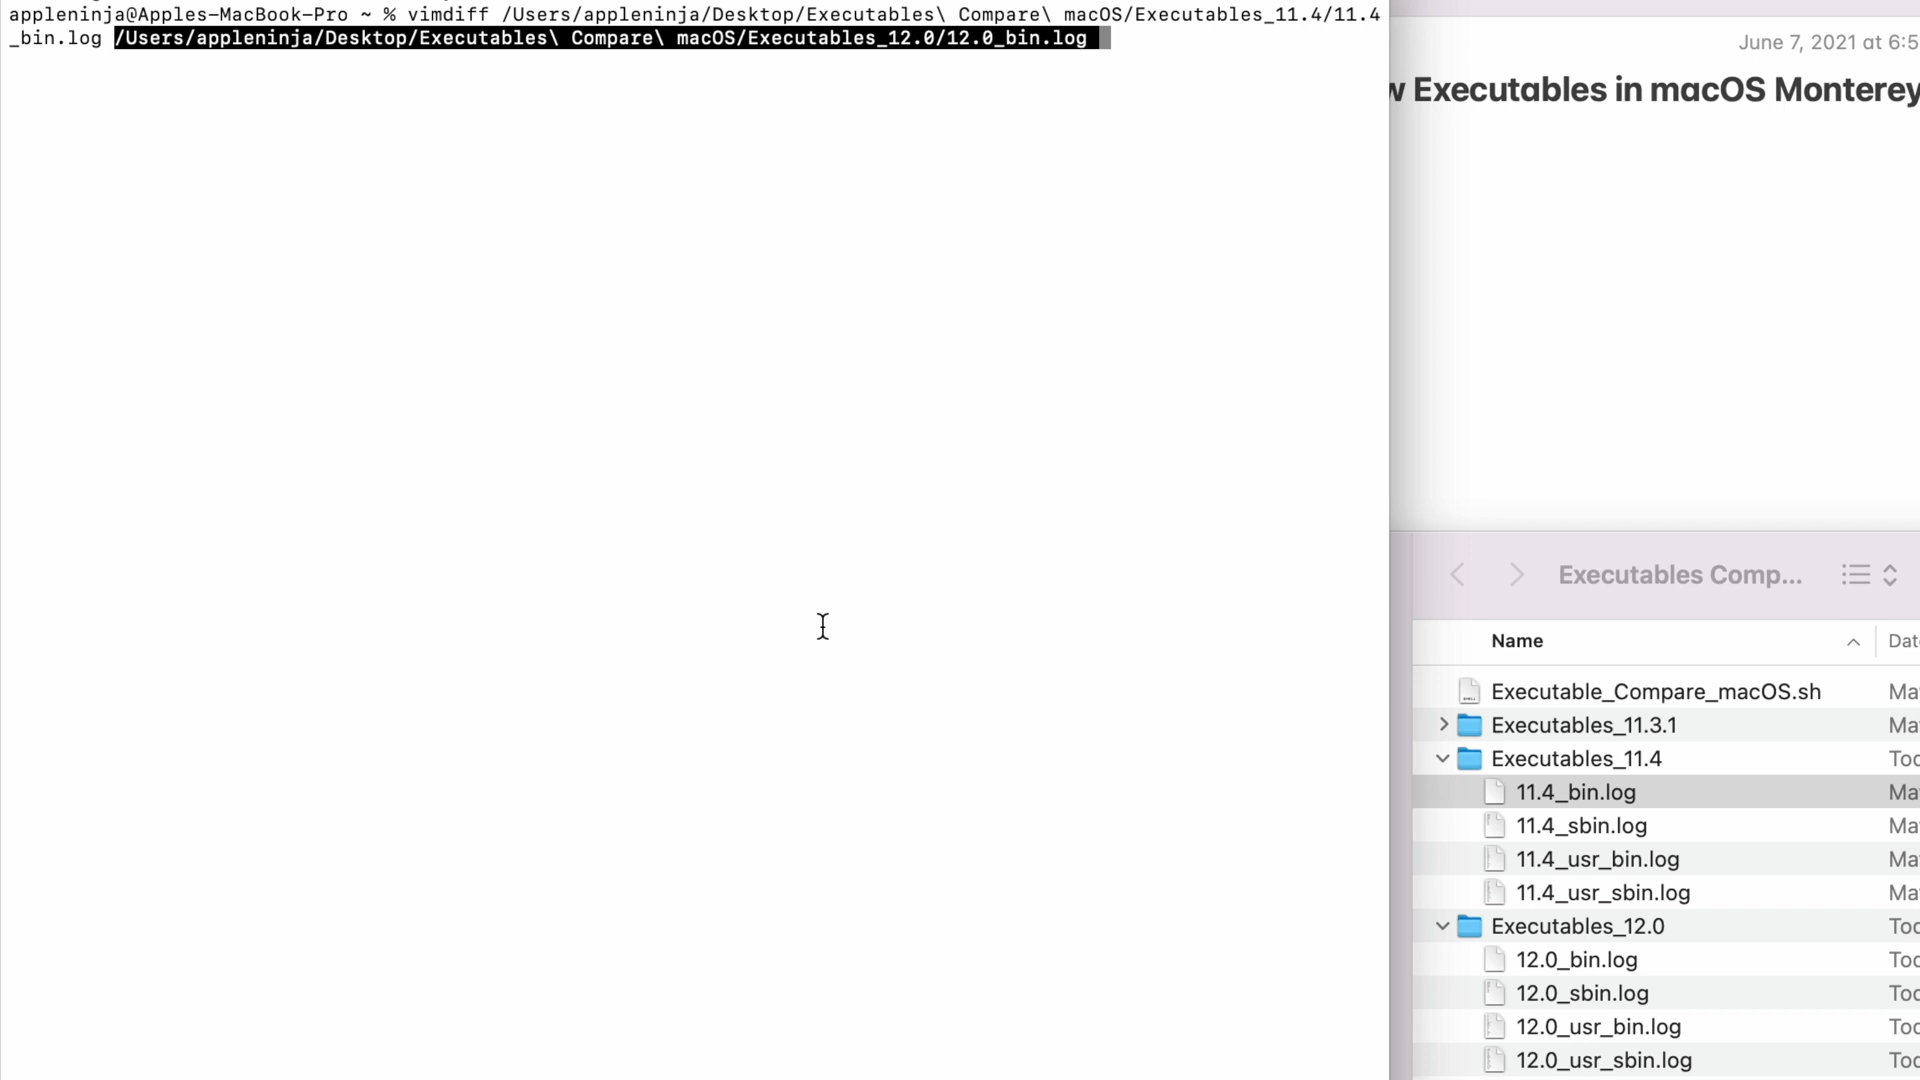 appleninja@Apples-MacBook-Pro ~ % vimdiff /Users/appleninja/Desktop/Executables\ Compare\ macOS/Executables_11.4/11.4
_bin.log /Users/appleninja/Desktop/Executables\ Compare\ macOS/Executables_12.0/12.0_bin.log
June 7, 2021 at 6:5
w Executables in macOS Monterey
Executables Comp...
Name
Dat
Executable_Compare_macOS.sh
Ma
Executables_11.3.1
Ma
Executables_11.4
Tod
11.4_bin.log
Ma
11.4_sbin.log
Ma
11.4_usr_bin.log
Ma
11.4_usr_sbin.log
Ma
Executables_12.0
Tod
12.0_bin.log
Tod
12.0_sbin.log
Tod
12.0_usr_bin.log
Tod
12.0_usr_sbin.log
Tod